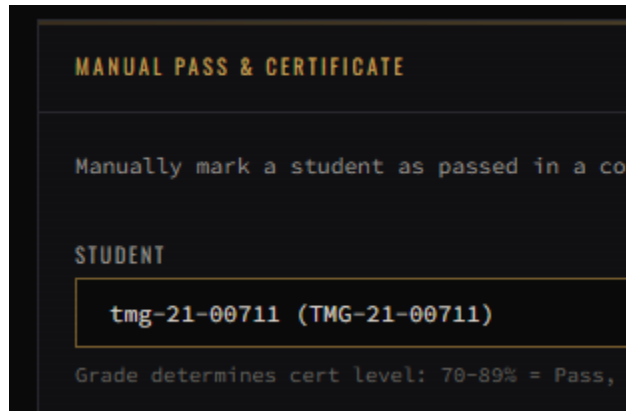 MANUAL PASS & CERTIFICATE
Manually mark a student as passed in a co
STUDENT
tmg-21-00711 (TMG-21-00711)
Grade determines cert level: 70-89% = Pass,